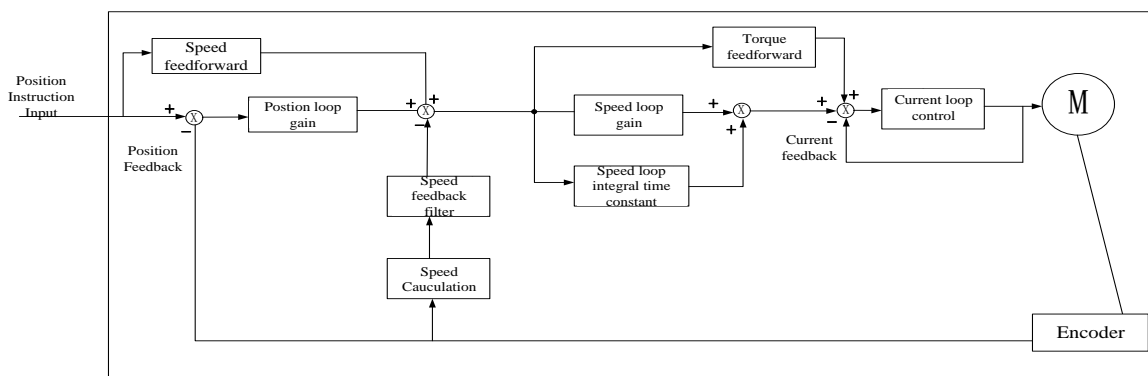 Speed
feedforward
Torque
feedforward
Position
Instruction
Input
+
X
−
Postion loop
gain
+
+
X
−
Speed loop
gain
+
X
+
+
+
X
−
Current loop
control
M
Position
Feedback
Current
feedback
Speed loop
integral time
constant
Speed
feedback
filter
Speed
Cauculation
Encoder